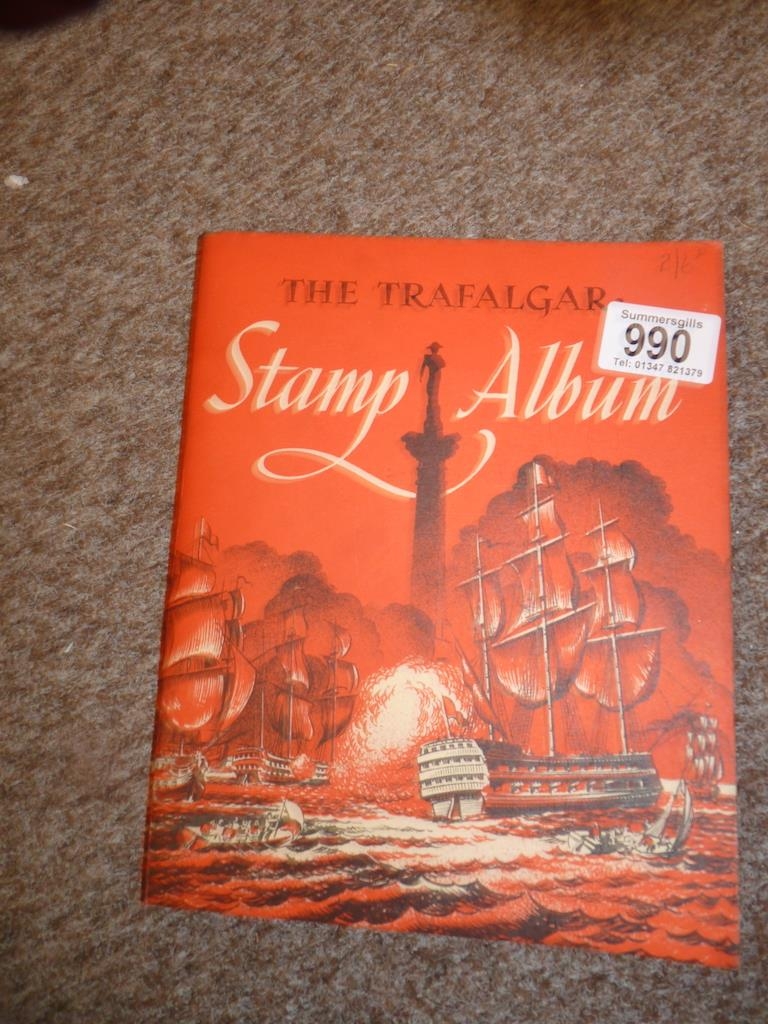 2/6
THE TRAFALGAR
Stamp Album
Summersgills
990
Tel: 01347 821379